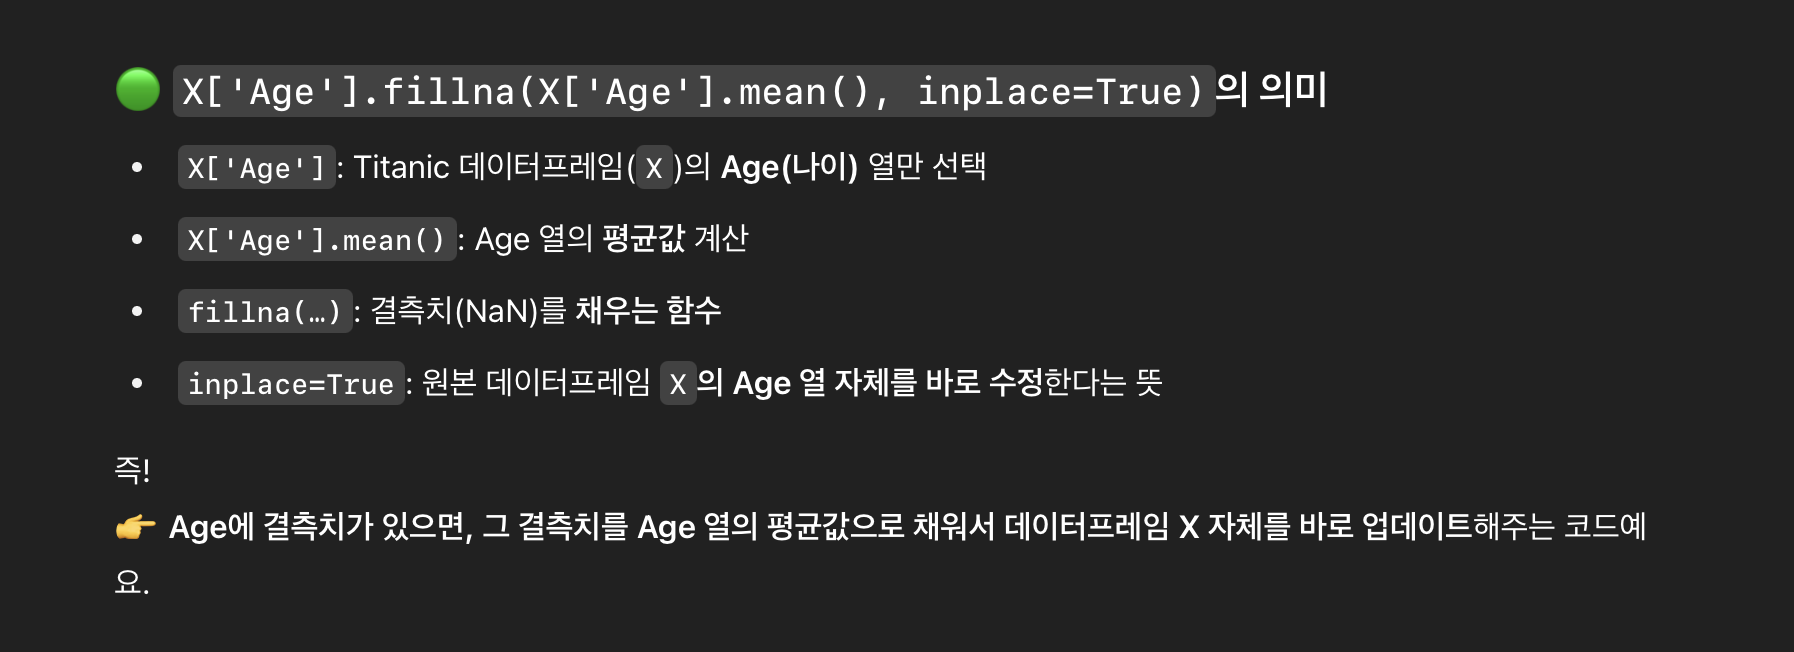 🟢 X['Age'].fillna(X['Age'].mean(), inplace=True)의 의미
• X['Age']: Titanic 데이터프레임(X)의 Age(나이) 열만 선택
• X['Age'].mean(): Age 열의 평균값 계산
• fillna(…): 결측치(NaN)를 채우는 함수
• inplace=True: 원본 데이터프레임 X의 Age 열 자체를 바로 수정한다는 뜻
즉!
👉 Age에 결측치가 있으면, 그 결측치를 Age 열의 평균값으로 채워서 데이터프레임 X 자체를 바로 업데이트해주는 코드예
요.